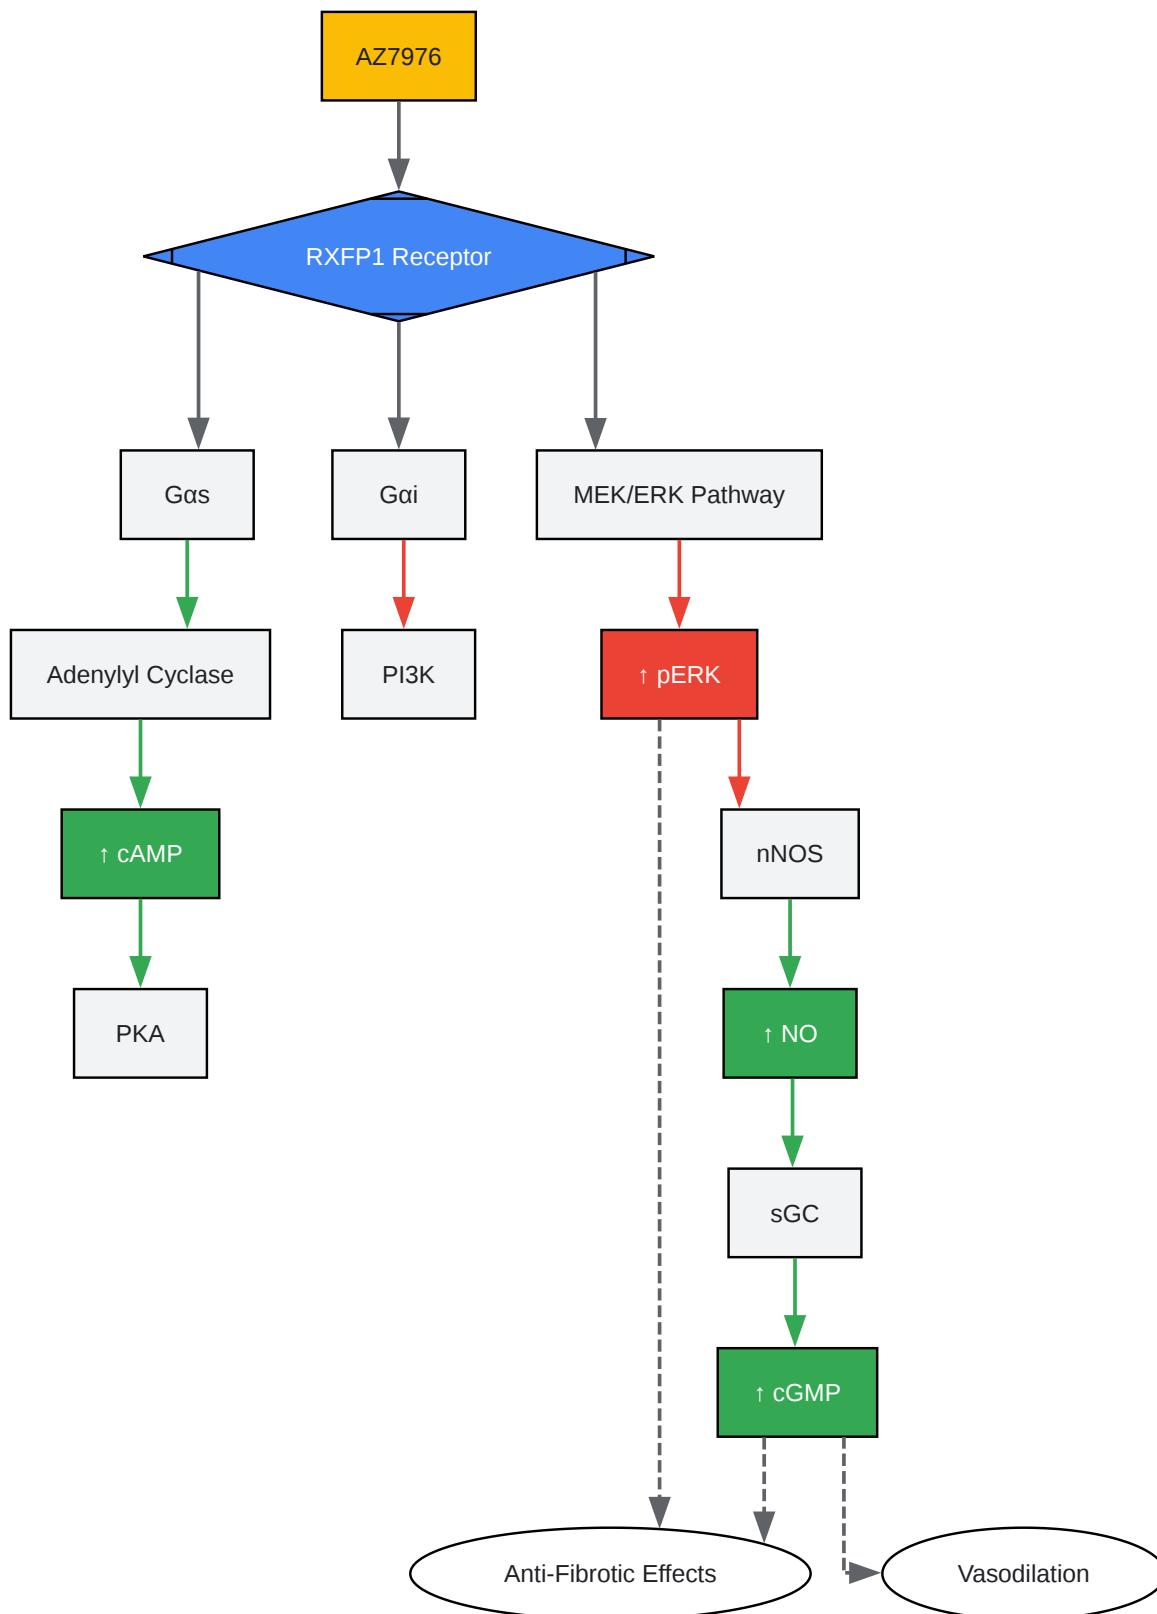 AZ7976
RXFP1 Receptor
Gαs
Gαi
MEK/ERK Pathway
Adenylyl Cyclase
PI3K
↑ pERK
↑ cAMP
nNOS
PKA
↑ NO
sGC
↑ cGMP
Anti-Fibrotic Effects
Vasodilation